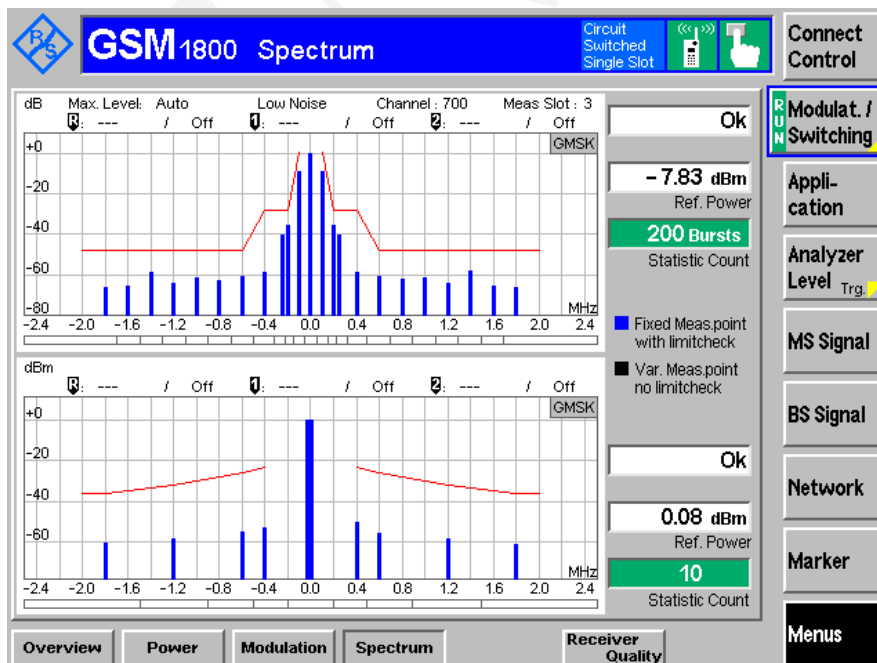 R&S
GSM 1800 Spectrum
Circuit Switched Single Slot
Connect Control
dB Max. Level: Auto Low Noise Channel : 700 Meas Slot : 3
R: --- / Off 1: --- / Off 2: --- / Off
GMSK
+0
-20
-40
-60
-80
MHz
-2.4 -2.0 -1.6 -1.2 -0.8 -0.4 0.0 0.4 0.8 1.2 1.6 2.0 2.4
Ok
-7.83 dBm
Ref. Power
200 Bursts
Statistic Count
Fixed Meas.point
with limitcheck
Var. Meas.point
no limitcheck
dBm
R: --- / Off 1: --- / Off 2: --- / Off
GMSK
+0
-20
-40
-60
MHz
-2.4 -2.0 -1.6 -1.2 -0.8 -0.4 0.0 0.4 0.8 1.2 1.6 2.0 2.4
Ok
0.08 dBm
Ref. Power
10
Statistic Count
RUN
Modulat. /
Switching
Appli-
cation
Analyzer
Level Trg.
MS Signal
BS Signal
Network
Marker
Menus
Overview Power Modulation Spectrum Receiver
Quality